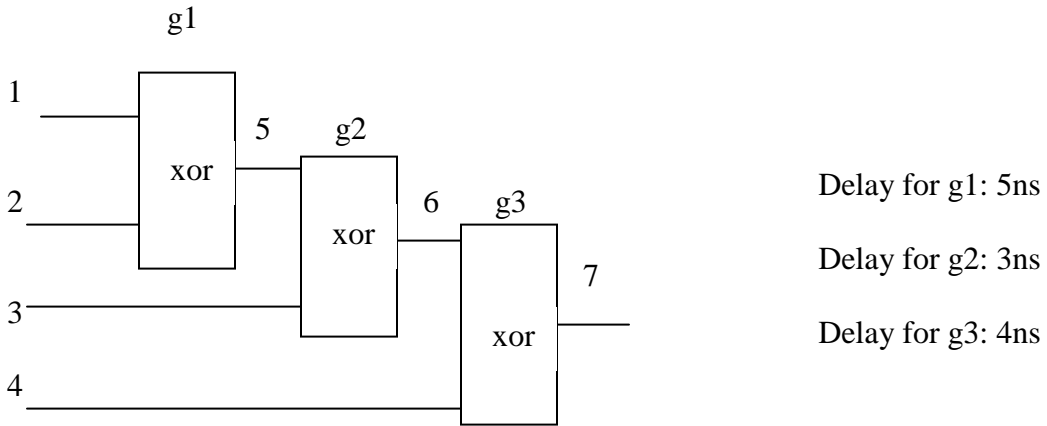 g1
1
5
g2
xor
2
6
g3
xor
3
7
xor
4
Delay for g1: 5ns
Delay for g2: 3ns
Delay for g3: 4ns